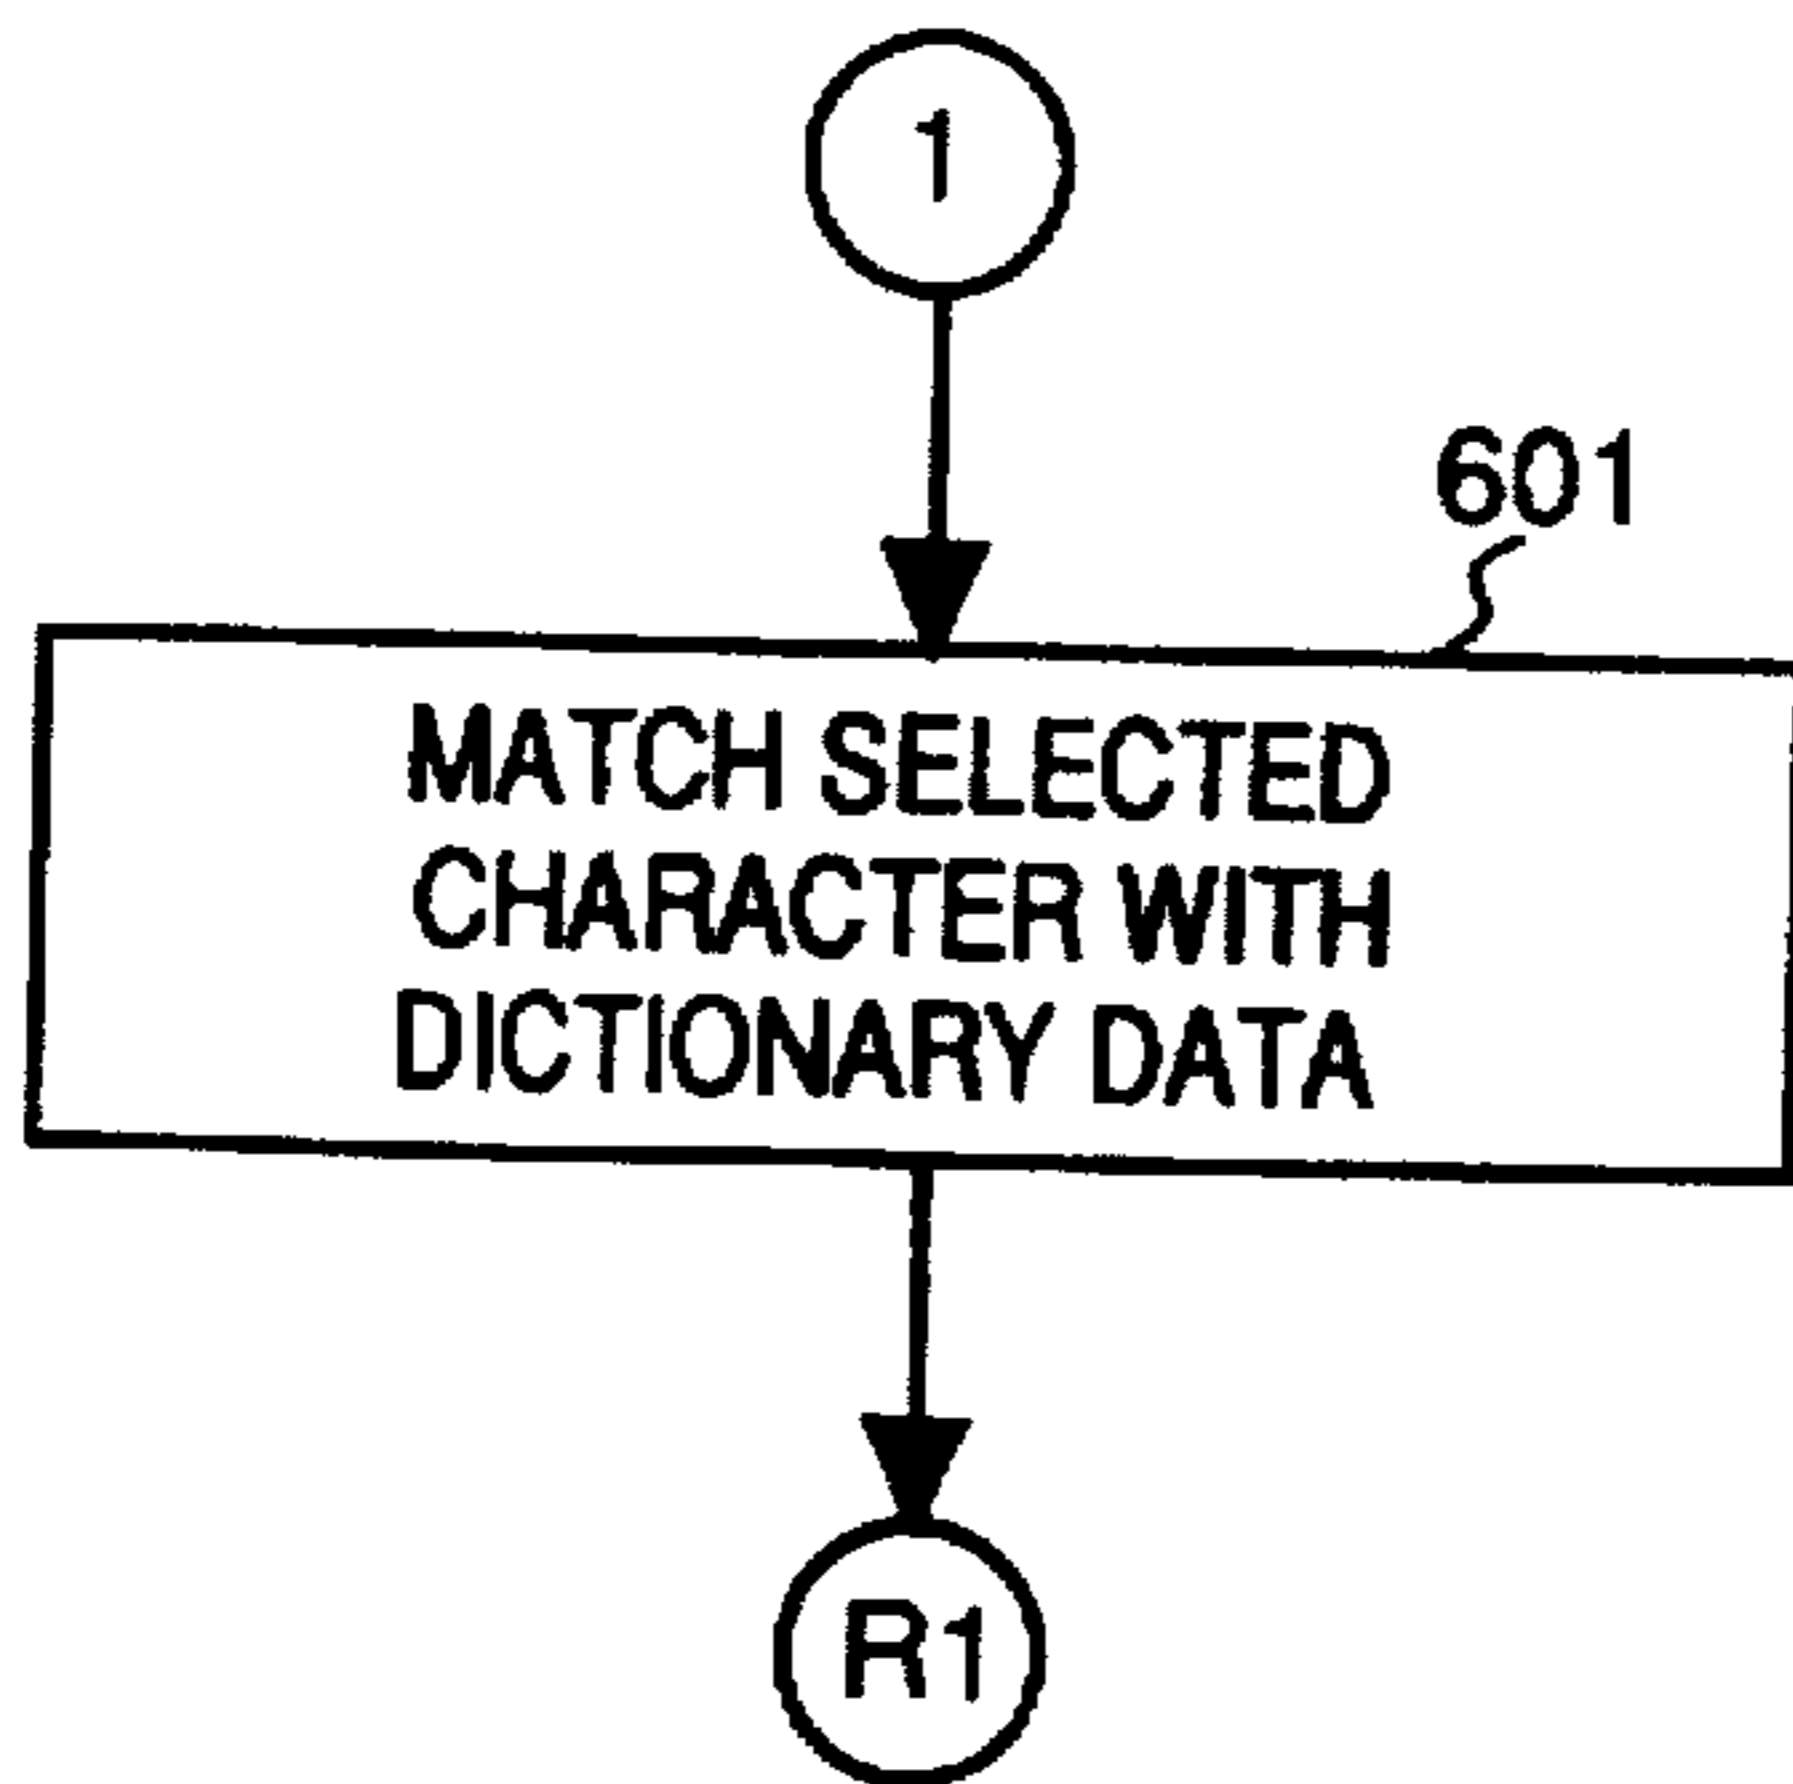 1
601
MATCH SELECTED
CHARACTER WITH
DICTIONARY DATA
R1